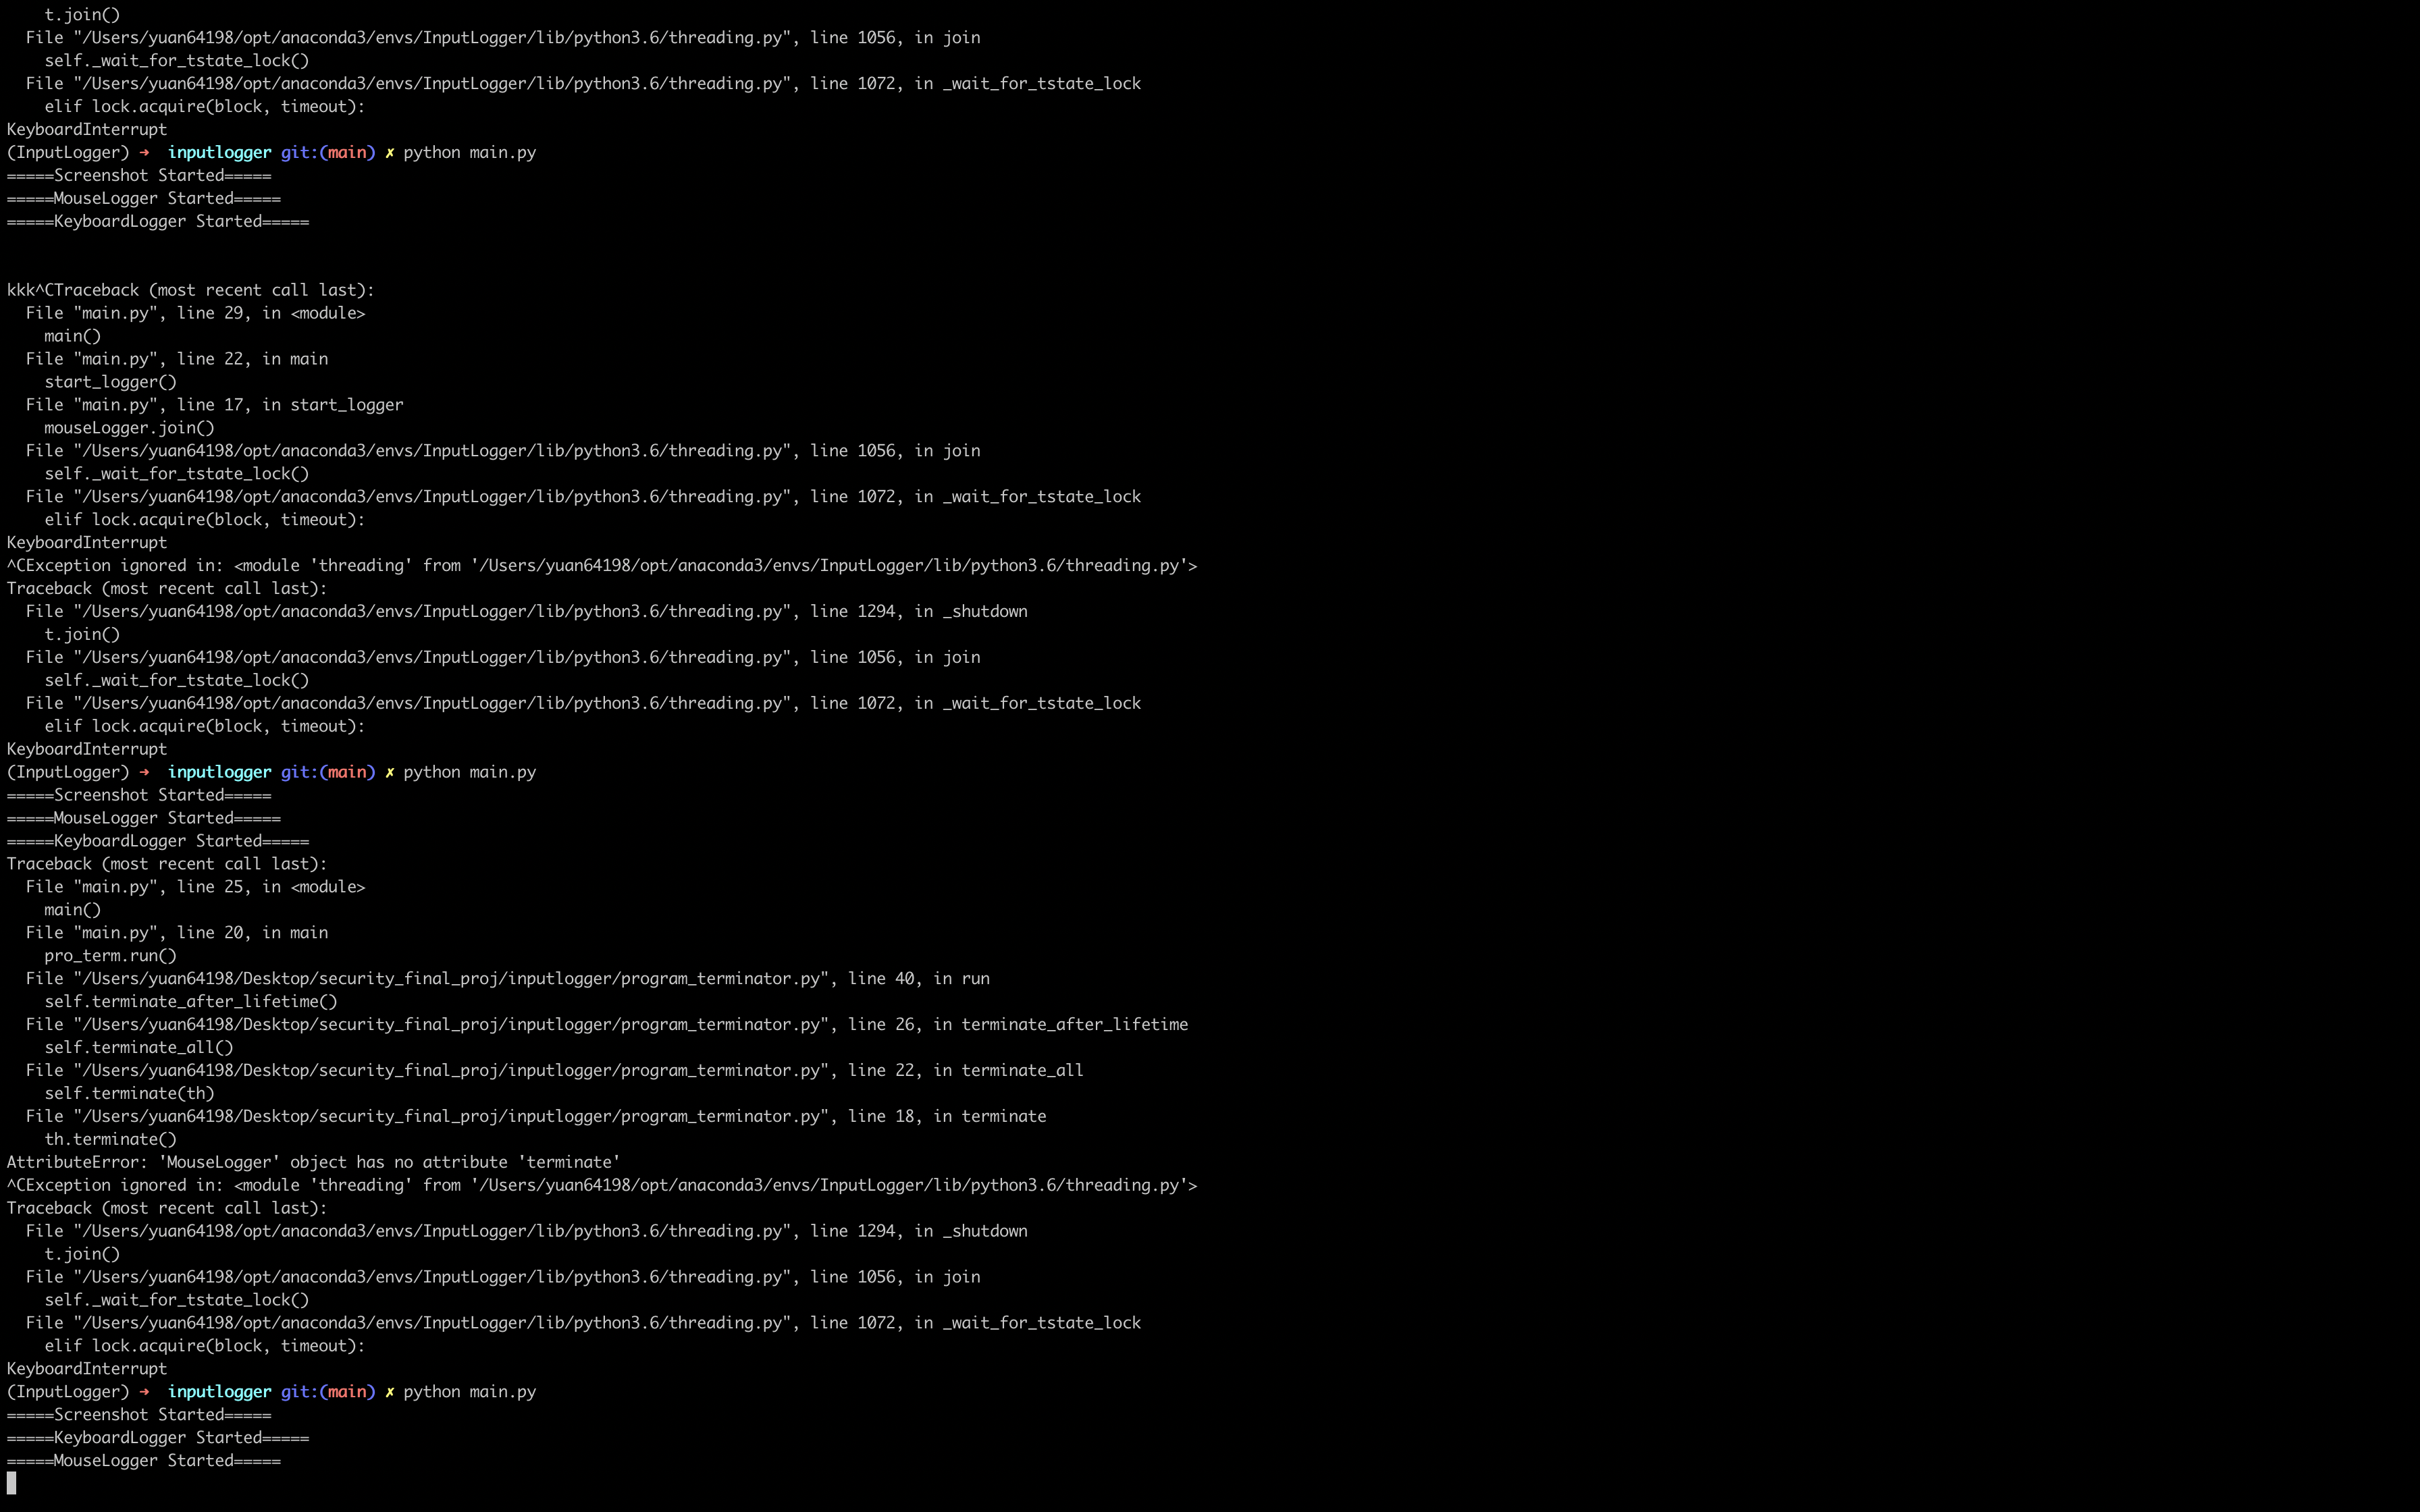 t.join()
  File "/Users/yuan64198/opt/anaconda3/envs/InputLogger/lib/python3.6/threading.py", line 1056, in join
    self._wait_for_tstate_lock()
  File "/Users/yuan64198/opt/anaconda3/envs/InputLogger/lib/python3.6/threading.py", line 1072, in _wait_for_tstate_lock
    elif lock.acquire(block, timeout):
KeyboardInterrupt
(InputLogger) ➜  inputlogger git:(main) ✗ python main.py
=====Screenshot Started=====
=====MouseLogger Started=====
=====KeyboardLogger Started=====


kkk^CTraceback (most recent call last):
  File "main.py", line 29, in <module>
    main()
  File "main.py", line 22, in main
    start_logger()
  File "main.py", line 17, in start_logger
    mouseLogger.join()
  File "/Users/yuan64198/opt/anaconda3/envs/InputLogger/lib/python3.6/threading.py", line 1056, in join
    self._wait_for_tstate_lock()
  File "/Users/yuan64198/opt/anaconda3/envs/InputLogger/lib/python3.6/threading.py", line 1072, in _wait_for_tstate_lock
    elif lock.acquire(block, timeout):
KeyboardInterrupt
^CException ignored in: <module 'threading' from '/Users/yuan64198/opt/anaconda3/envs/InputLogger/lib/python3.6/threading.py'>
Traceback (most recent call last):
  File "/Users/yuan64198/opt/anaconda3/envs/InputLogger/lib/python3.6/threading.py", line 1294, in _shutdown
    t.join()
  File "/Users/yuan64198/opt/anaconda3/envs/InputLogger/lib/python3.6/threading.py", line 1056, in join
    self._wait_for_tstate_lock()
  File "/Users/yuan64198/opt/anaconda3/envs/InputLogger/lib/python3.6/threading.py", line 1072, in _wait_for_tstate_lock
    elif lock.acquire(block, timeout):
KeyboardInterrupt
(InputLogger) ➜  inputlogger git:(main) ✗ python main.py
=====Screenshot Started=====
=====MouseLogger Started=====
=====KeyboardLogger Started=====
Traceback (most recent call last):
  File "main.py", line 25, in <module>
    main()
  File "main.py", line 20, in main
    pro_term.run()
  File "/Users/yuan64198/Desktop/security_final_proj/inputlogger/program_terminator.py", line 40, in run
    self.terminate_after_lifetime()
  File "/Users/yuan64198/Desktop/security_final_proj/inputlogger/program_terminator.py", line 26, in terminate_after_lifetime
    self.terminate_all()
  File "/Users/yuan64198/Desktop/security_final_proj/inputlogger/program_terminator.py", line 22, in terminate_all
    self.terminate(th)
  File "/Users/yuan64198/Desktop/security_final_proj/inputlogger/program_terminator.py", line 18, in terminate
    th.terminate()
AttributeError: 'MouseLogger' object has no attribute 'terminate'
^CException ignored in: <module 'threading' from '/Users/yuan64198/opt/anaconda3/envs/InputLogger/lib/python3.6/threading.py'>
Traceback (most recent call last):
  File "/Users/yuan64198/opt/anaconda3/envs/InputLogger/lib/python3.6/threading.py", line 1294, in _shutdown
    t.join()
  File "/Users/yuan64198/opt/anaconda3/envs/InputLogger/lib/python3.6/threading.py", line 1056, in join
    self._wait_for_tstate_lock()
  File "/Users/yuan64198/opt/anaconda3/envs/InputLogger/lib/python3.6/threading.py", line 1072, in _wait_for_tstate_lock
    elif lock.acquire(block, timeout):
KeyboardInterrupt
(InputLogger) ➜  inputlogger git:(main) ✗ python main.py
=====Screenshot Started=====
=====KeyboardLogger Started=====
=====MouseLogger Started=====